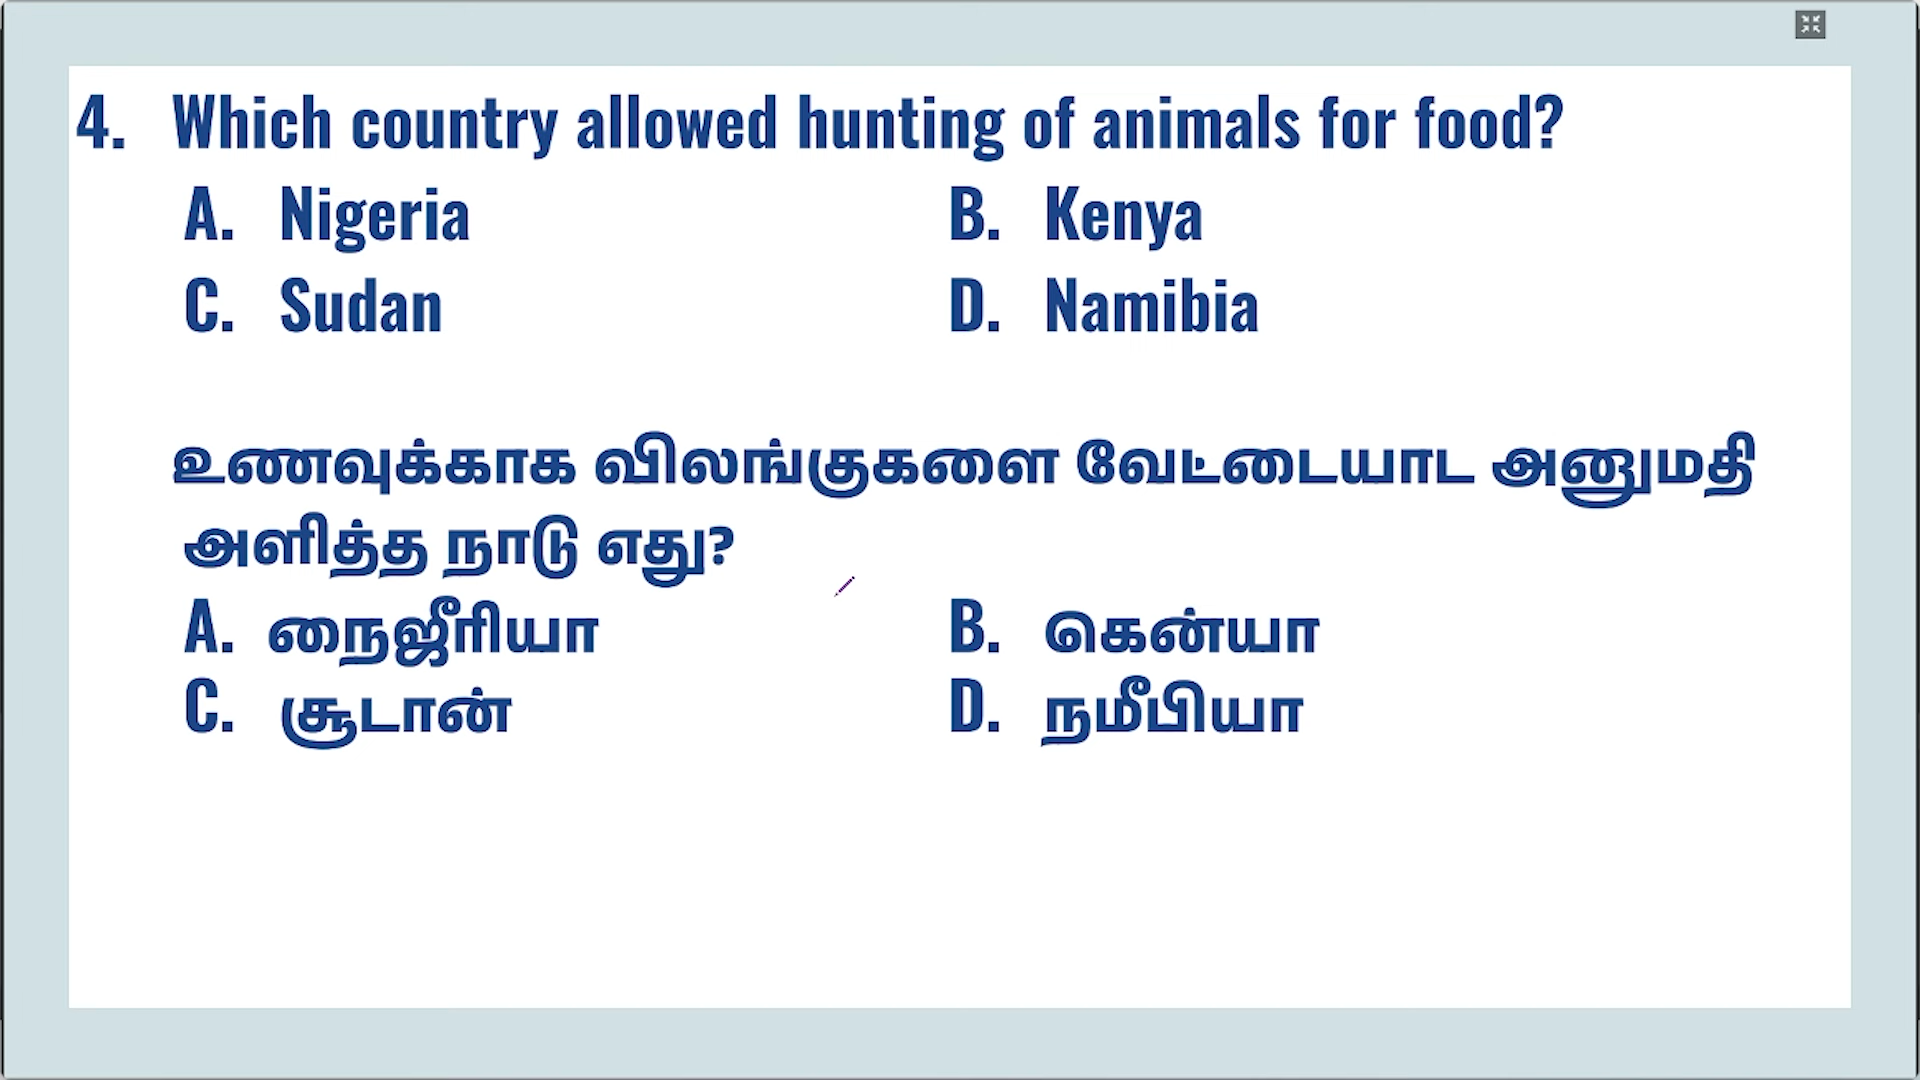 4. Which country allowed hunting of animals for food?
A. Nigeria B. Kenya
C. Sudan D. Namibia
உணவுக்காக விலங்குகளை வேட்டையாட அனுமதி
அளித்த நாடு எது?
A. நைஜீரியா B. கென்யா
C. சூடான் D. நமீபியா